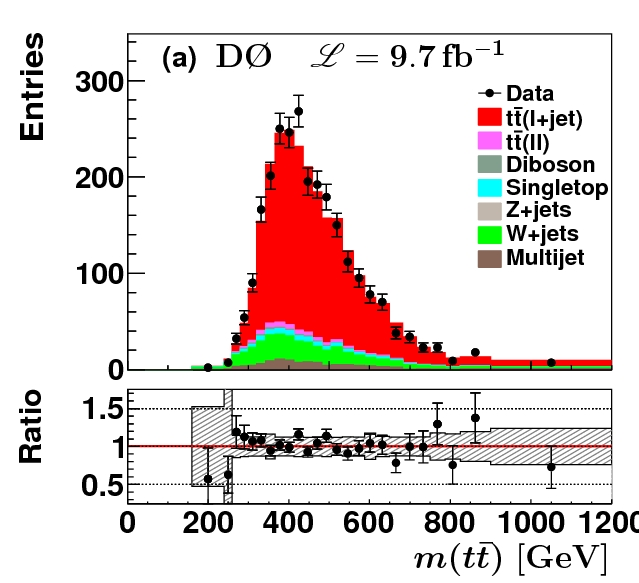 (a) DØ ℒ = 9.7 fb⁻¹
Entries
300
200
100
0
Data
tt̄(l+jet)
tt̄(ll)
Diboson
Singletop
Z+jets
W+jets
Multijet
Ratio
1.5
1
0.5
0 200 400 600 800 1000 1200
m(tt̄) [GeV]